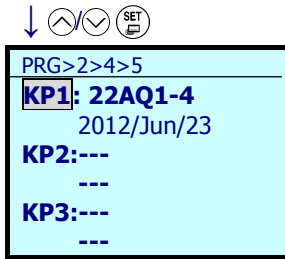 ↓ / SET
PRG>2>4>5
KP1: 22AQ1-4
2012/Jun/23
KP2:---
---
KP3:---
---